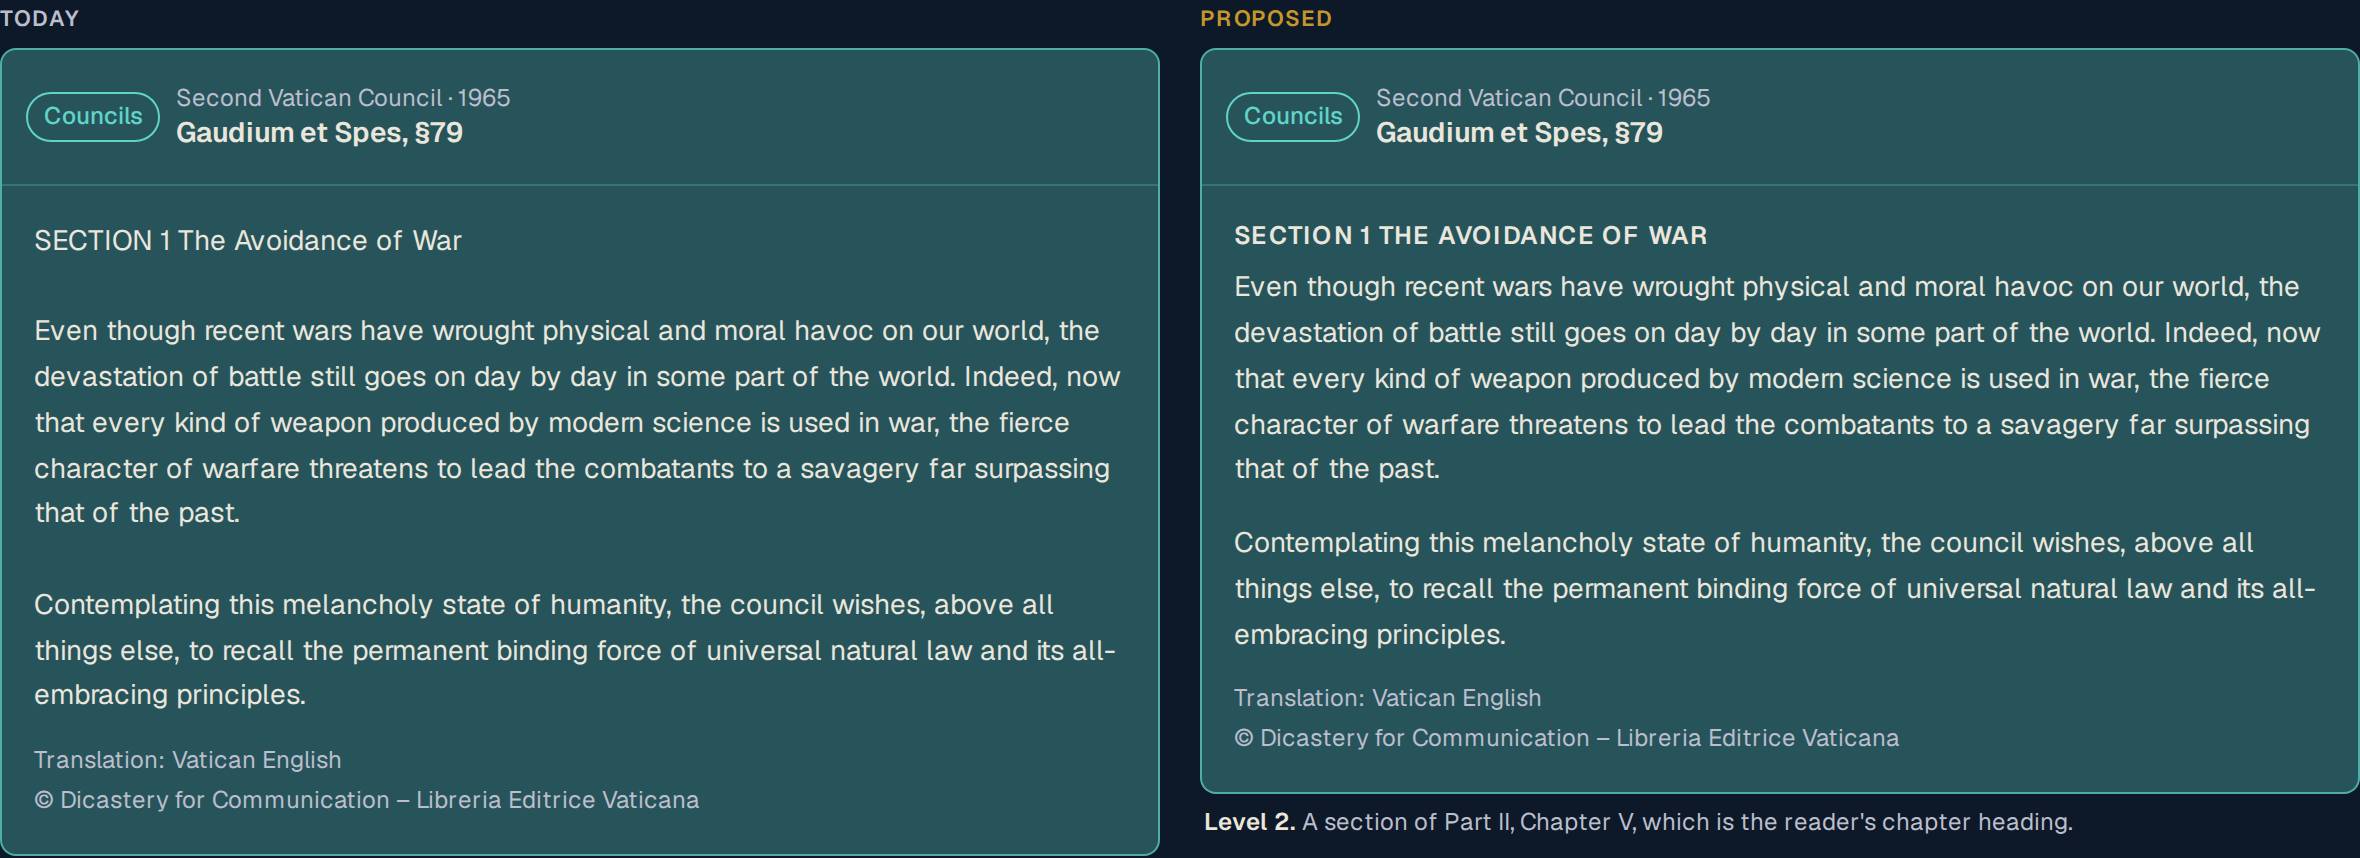 TODAY
Councils
Second Vatican Council · 1965
Gaudium et Spes, §79
SECTION 1 The Avoidance of War
Even though recent wars have wrought physical and moral havoc on our world, the
devastation of battle still goes on day by day in some part of the world. Indeed, now
that every kind of weapon produced by modern science is used in war, the fierce
character of warfare threatens to lead the combatants to a savagery far surpassing
that of the past.
Contemplating this melancholy state of humanity, the council wishes, above all
things else, to recall the permanent binding force of universal natural law and its all-
embracing principles.
Translation: Vatican English
© Dicastery for Communication – Libreria Editrice Vaticana
PROPOSED
Councils
Second Vatican Council · 1965
Gaudium et Spes, §79
SECTION 1 THE AVOIDANCE OF WAR
Even though recent wars have wrought physical and moral havoc on our world, the
devastation of battle still goes on day by day in some part of the world. Indeed, now
that every kind of weapon produced by modern science is used in war, the fierce
character of warfare threatens to lead the combatants to a savagery far surpassing
that of the past.
Contemplating this melancholy state of humanity, the council wishes, above all
things else, to recall the permanent binding force of universal natural law and its all-
embracing principles.
Translation: Vatican English
© Dicastery for Communication – Libreria Editrice Vaticana
Level 2. A section of Part II, Chapter V, which is the reader's chapter heading.